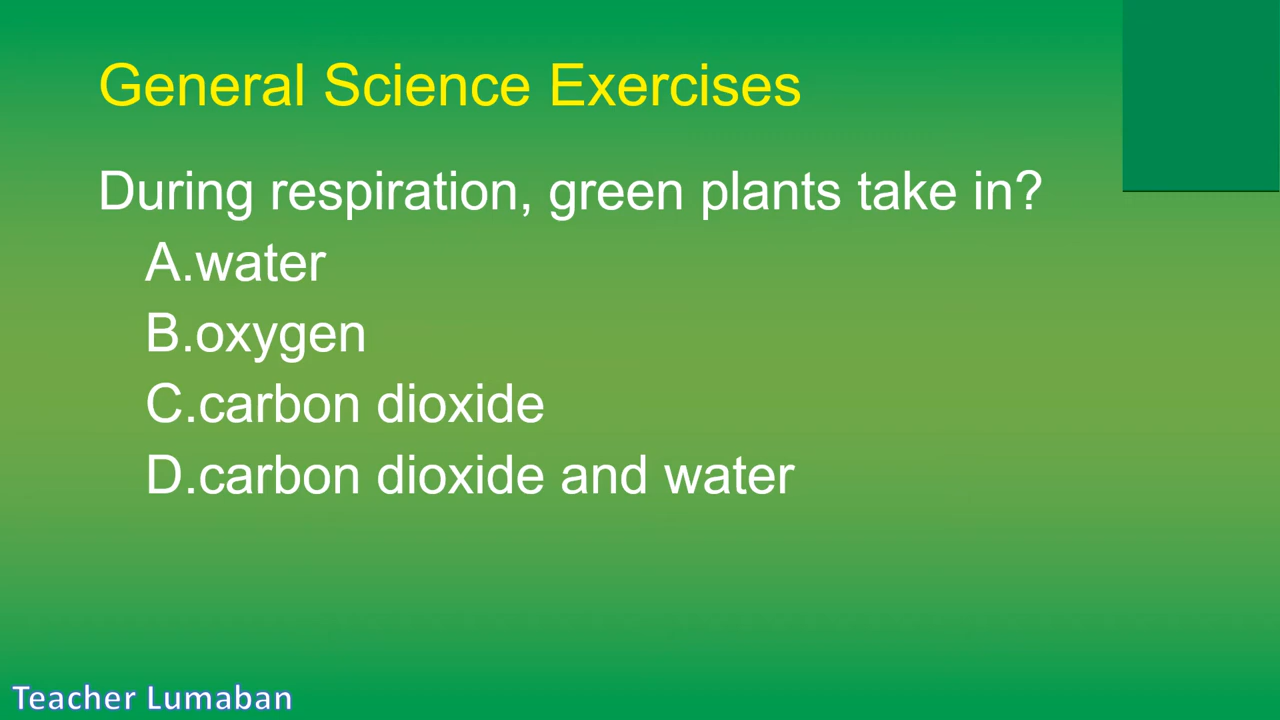 General Science Exercises
During respiration, green plants take in?
A.water
B.oxygen
C.carbon dioxide
D.carbon dioxide and water
Teacher Lumaban